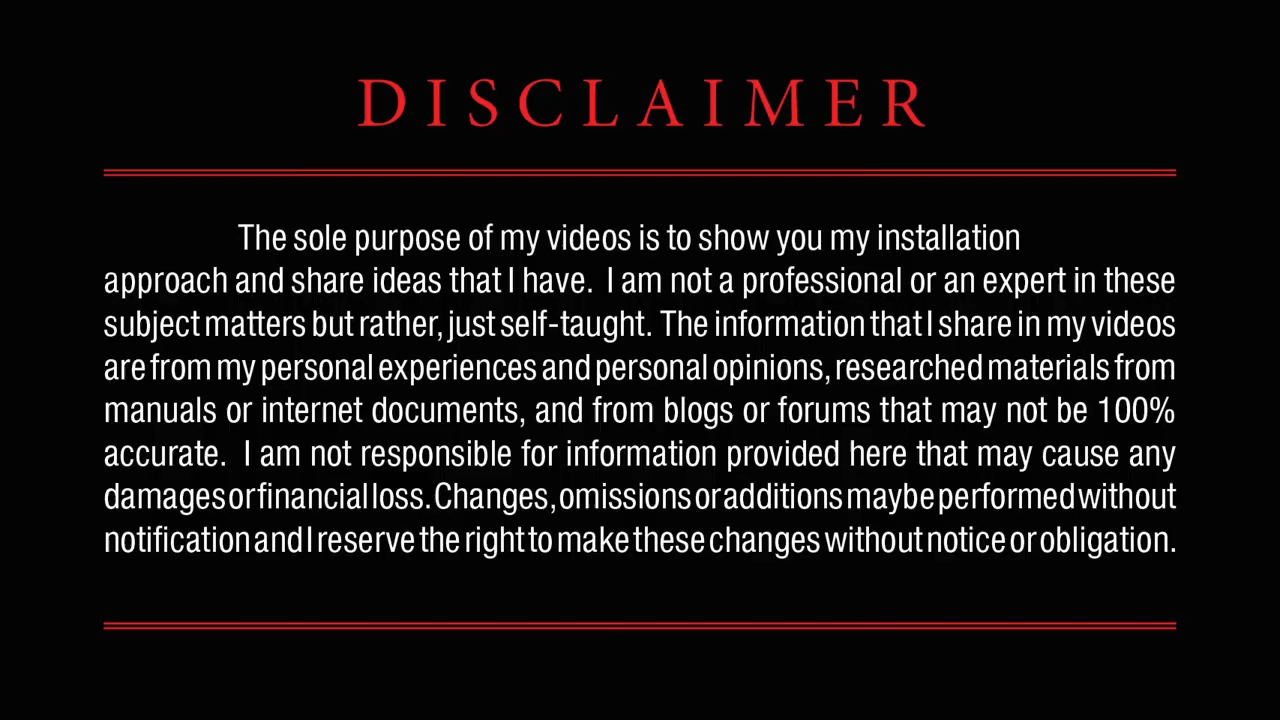 DISCLAIMER
The sole purpose of my videos is to show you my installation
approach and share ideas that I have. I am not a professional or an expert in these
subject matters but rather, just self-taught. The information that I share in my videos
are from my personal experiences and personal opinions, researched materials from
manuals or internet documents, and from blogs or forums that may not be 100%
accurate. I am not responsible for information provided here that may cause any
damages or financial loss. Changes, omissions or additions maybe performed without
notification and I reserve the right to make these changes without notice or obligation.